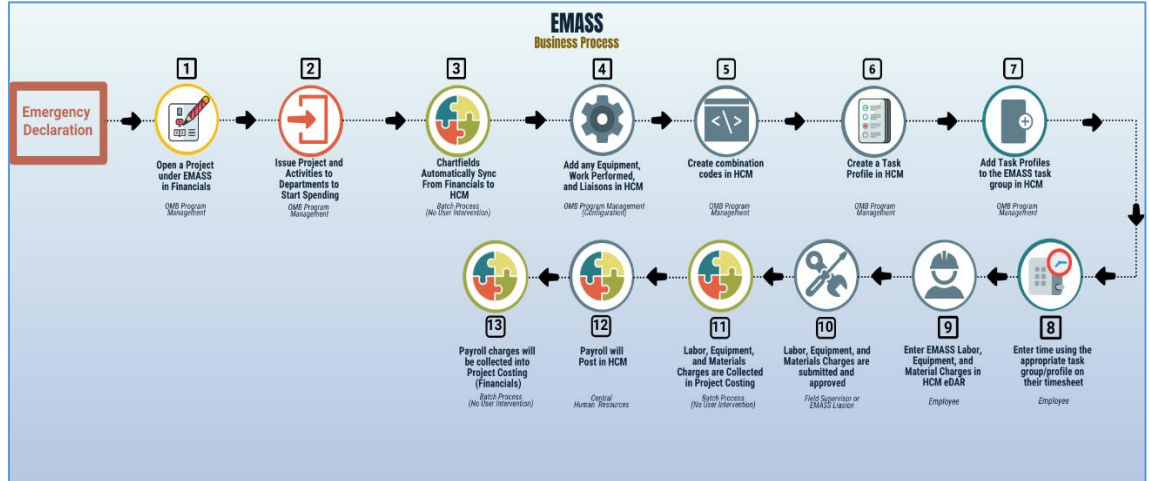 EMASS
Business Process
Emergency
Declaration
1
Open a Project
under EMASS
in Financials
OMB Program
Management
2
Issue Project and
Activities to
Departments to
Start Spending
OMB Program
Management
3
Chartfields
Automatically Sync
From Financials to
HCM
Batch Process
(No User Intervention)
4
Add any Equipment,
Work Performed,
and Liaisons in HCM
OMB Program Management
(Configuration)
5
Create combination
codes in HCM
OMB Program
Management
6
Create a Task
Profile in HCM
OMB Program
Management
7
Add Task Profiles
to the EMASS task
group in HCM
OMB Program
Management
8
Enter time using the
appropriate task
group/profile on
their timesheet
Employee
9
Enter EMASS Labor,
Equipment, and
Material Charges in
HCM eDAR
Employee
10
Labor, Equipment, and
Materials Charges are
submitted and
approved
Field Supervisor or
EMASS Liasion
11
Labor, Equipment,
and Materials
Charges are Collected
in Project Costing
Batch Process
(No User Intervention)
12
Payroll will
Post in HCM
Central
Human Resources
13
Payroll charges will
be collected into
Project Costing
(Financials)
Batch Process
(No User Intervention)